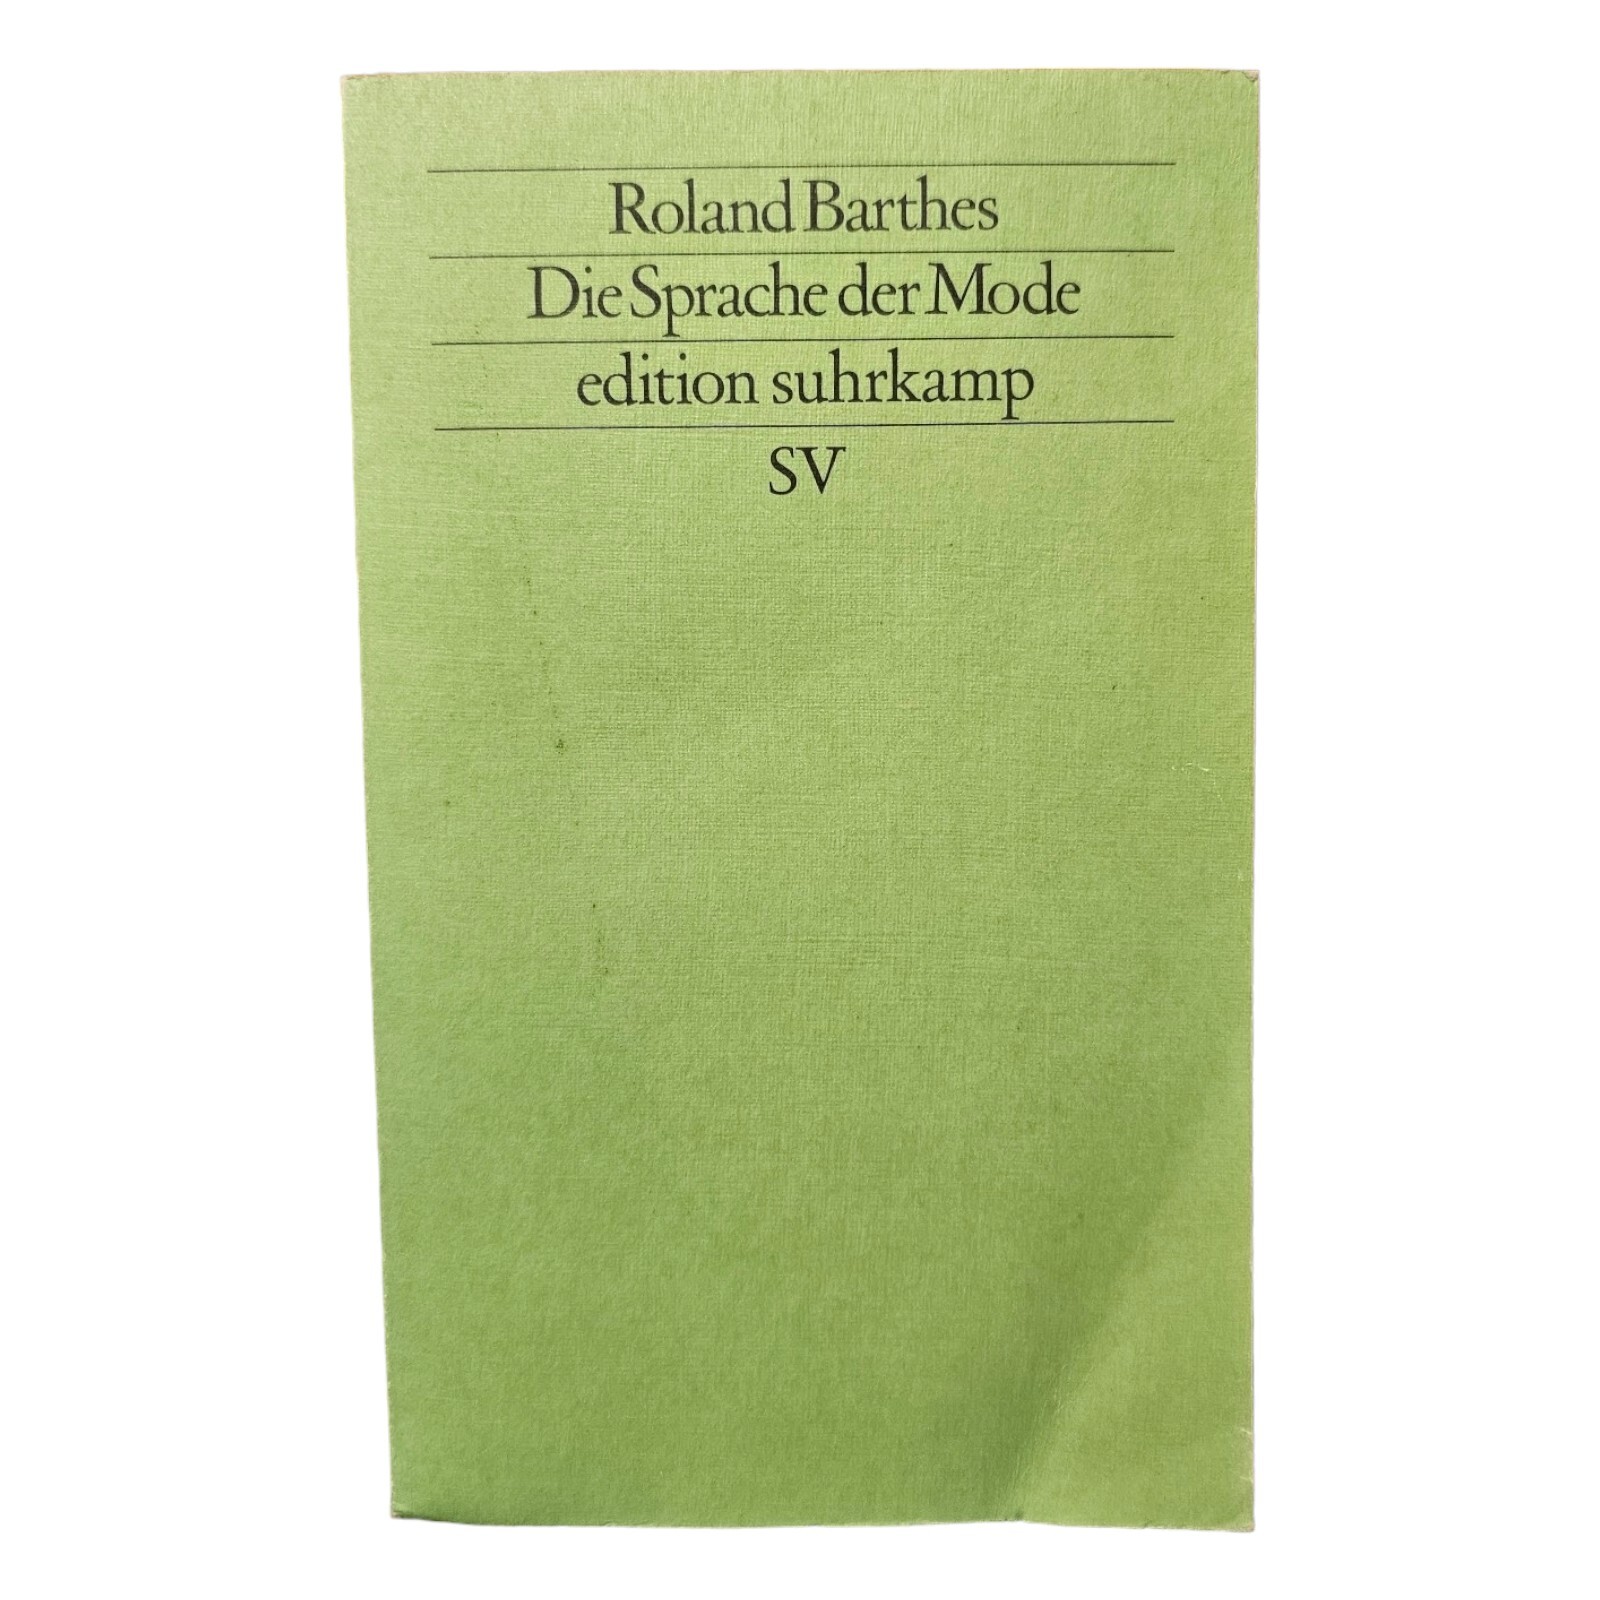 Roland Barthes
Die Sprache der Mode
edition suhrkamp
SV